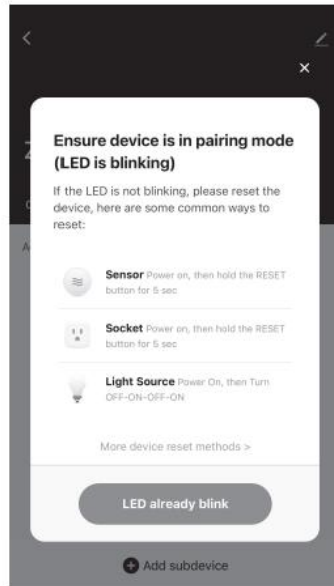 Ensure device is in pairing mode
(LED is blinking)
If the LED is not blinking, please reset the
device, here are some common ways to
reset:
Sensor Power on, then hold the RESET
button for 5 sec
Socket Power on, then hold the RESET
button for 5 sec
Light Source Power On, then Turn
OFF-ON-OFF-ON
More device reset methods >
LED already blink
Add subdevice